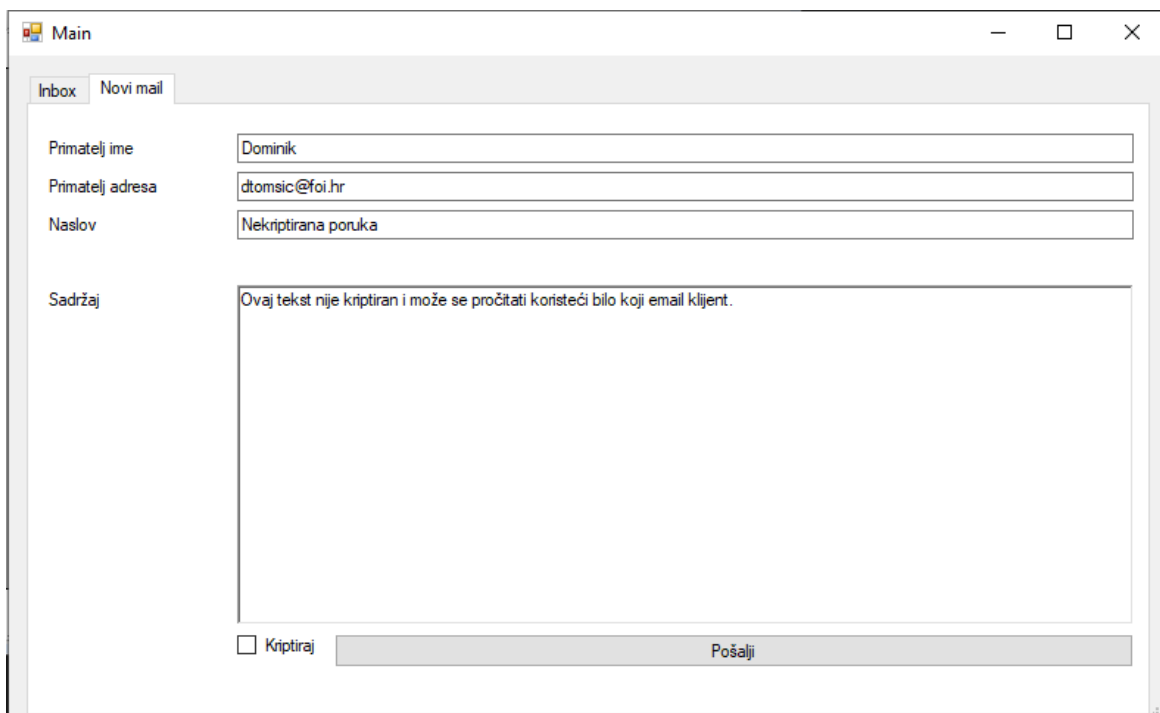 Main
Inbox
Novi mail
Primatelj ime
Dominik
Primatelj adresa
dtomsic@foi.hr
Naslov
Nekriptirana poruka
Sadržaj
Ovaj tekst nije kriptiran i može se pročitati koristeći bilo koji email klijent.
Kriptiraj
Pošalji